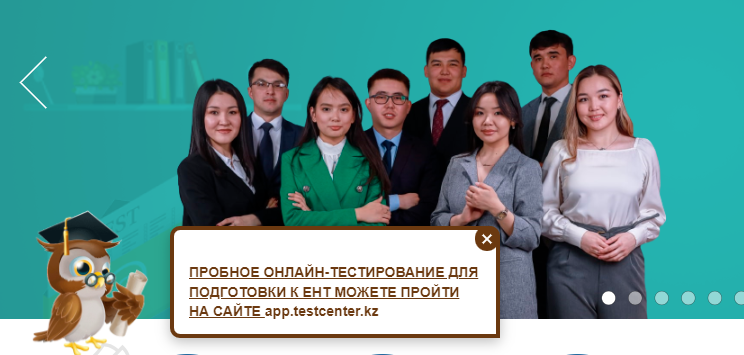 ПРОБНОЕ ОНЛАЙН-ТЕСТИРОВАНИЕ ДЛЯ
ПОДГОТОВКИ К ЕНТ МОЖЕТЕ ПРОЙТИ
НА САЙТЕ app.testcenter.kz